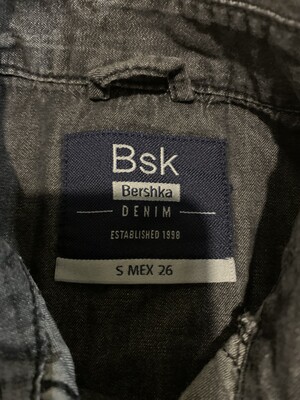 Bsk
Bershka
DENIM
ESTABLISHED 1998
S MEX 26